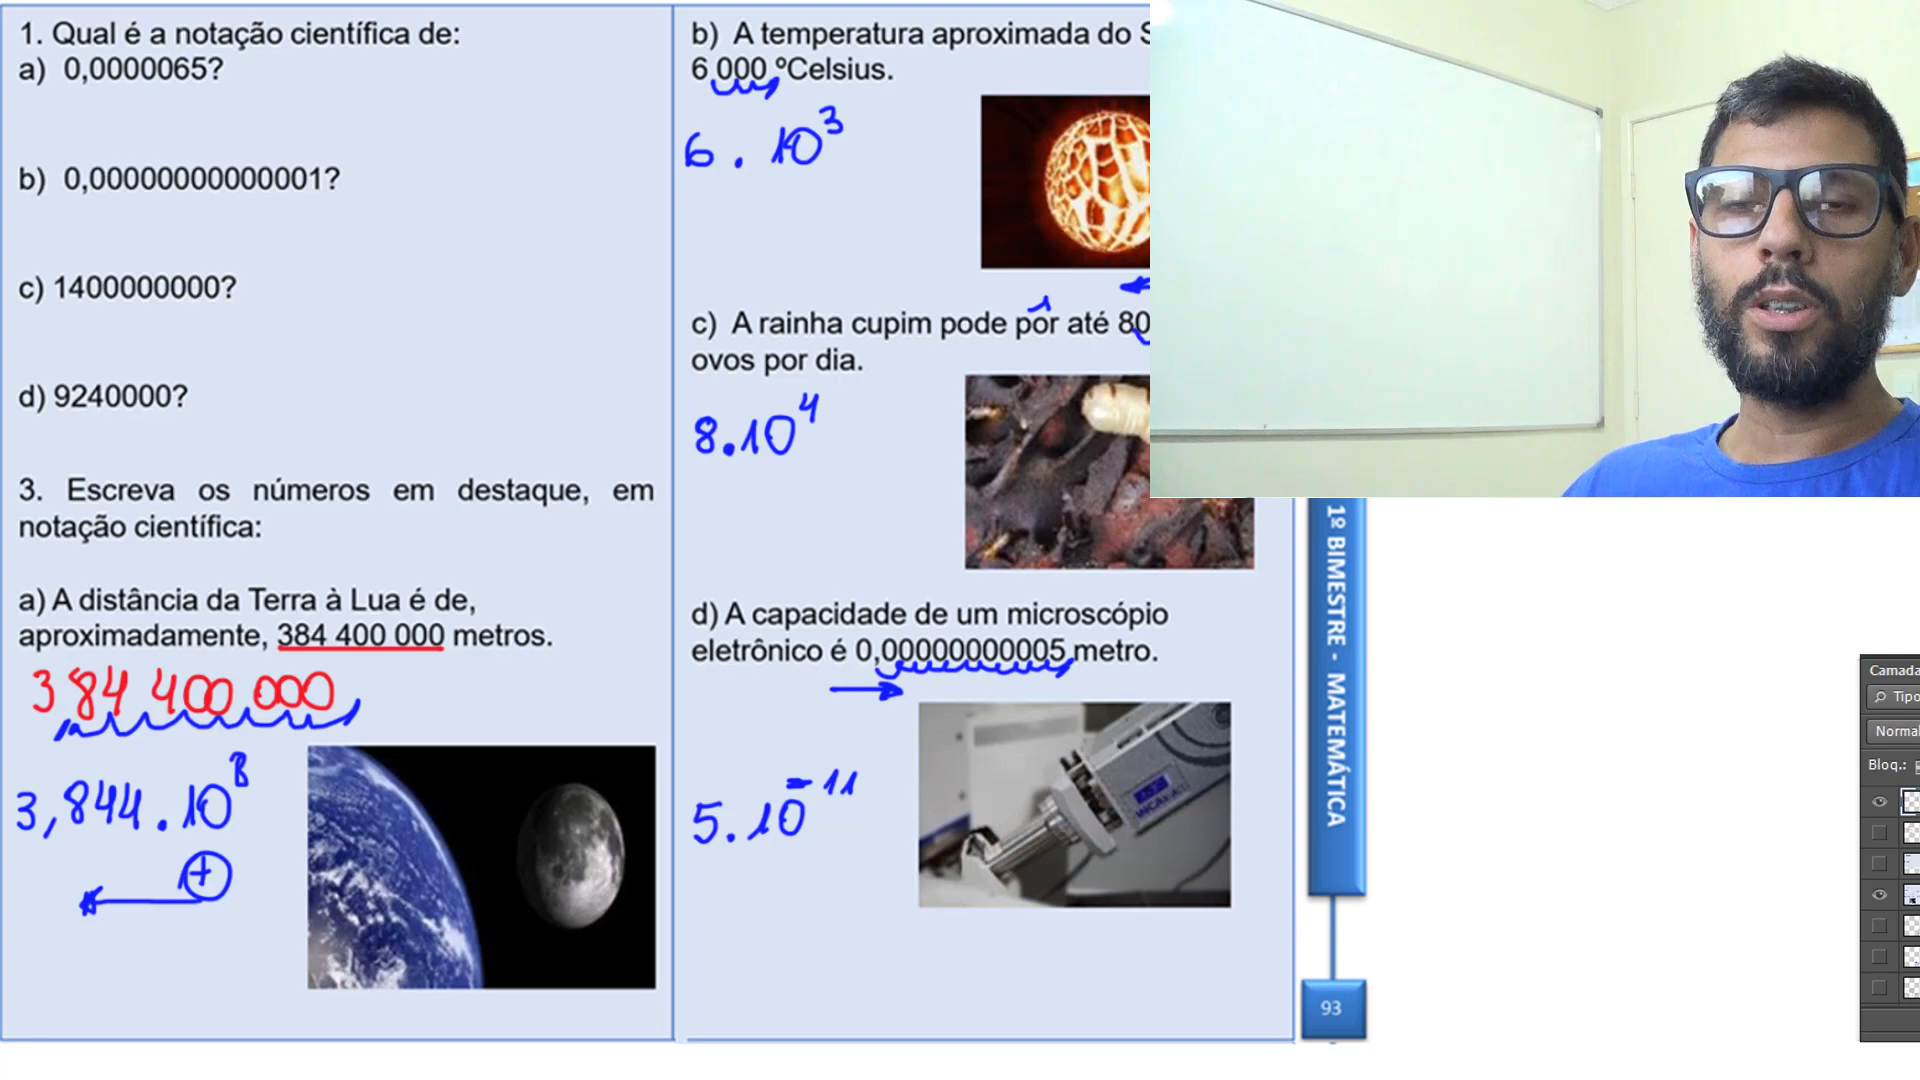 1. Qual é a notação científica de:
a) 0,0000065?
b) 0,00000000000001?
c) 1400000000?
d) 9240000?
3. Escreva os números em destaque, em
notação científica:
a) A distância da Terra à Lua é de,
aproximadamente, 384 400 000 metros.
384 400 000
3,844.10⁸
+
b) A temperatura aproximada do
6 000 ºCelsius.
6.10³
c) A rainha cupim pode por até 80
ovos por dia.
8.10⁴
d) A capacidade de um microscópio
eletrônico é 0,00000000005 metro.
5.10⁻¹¹
1º BIMESTRE - MATEMÁTICA
93
Camada
Tipo
Norma
Bloq.: